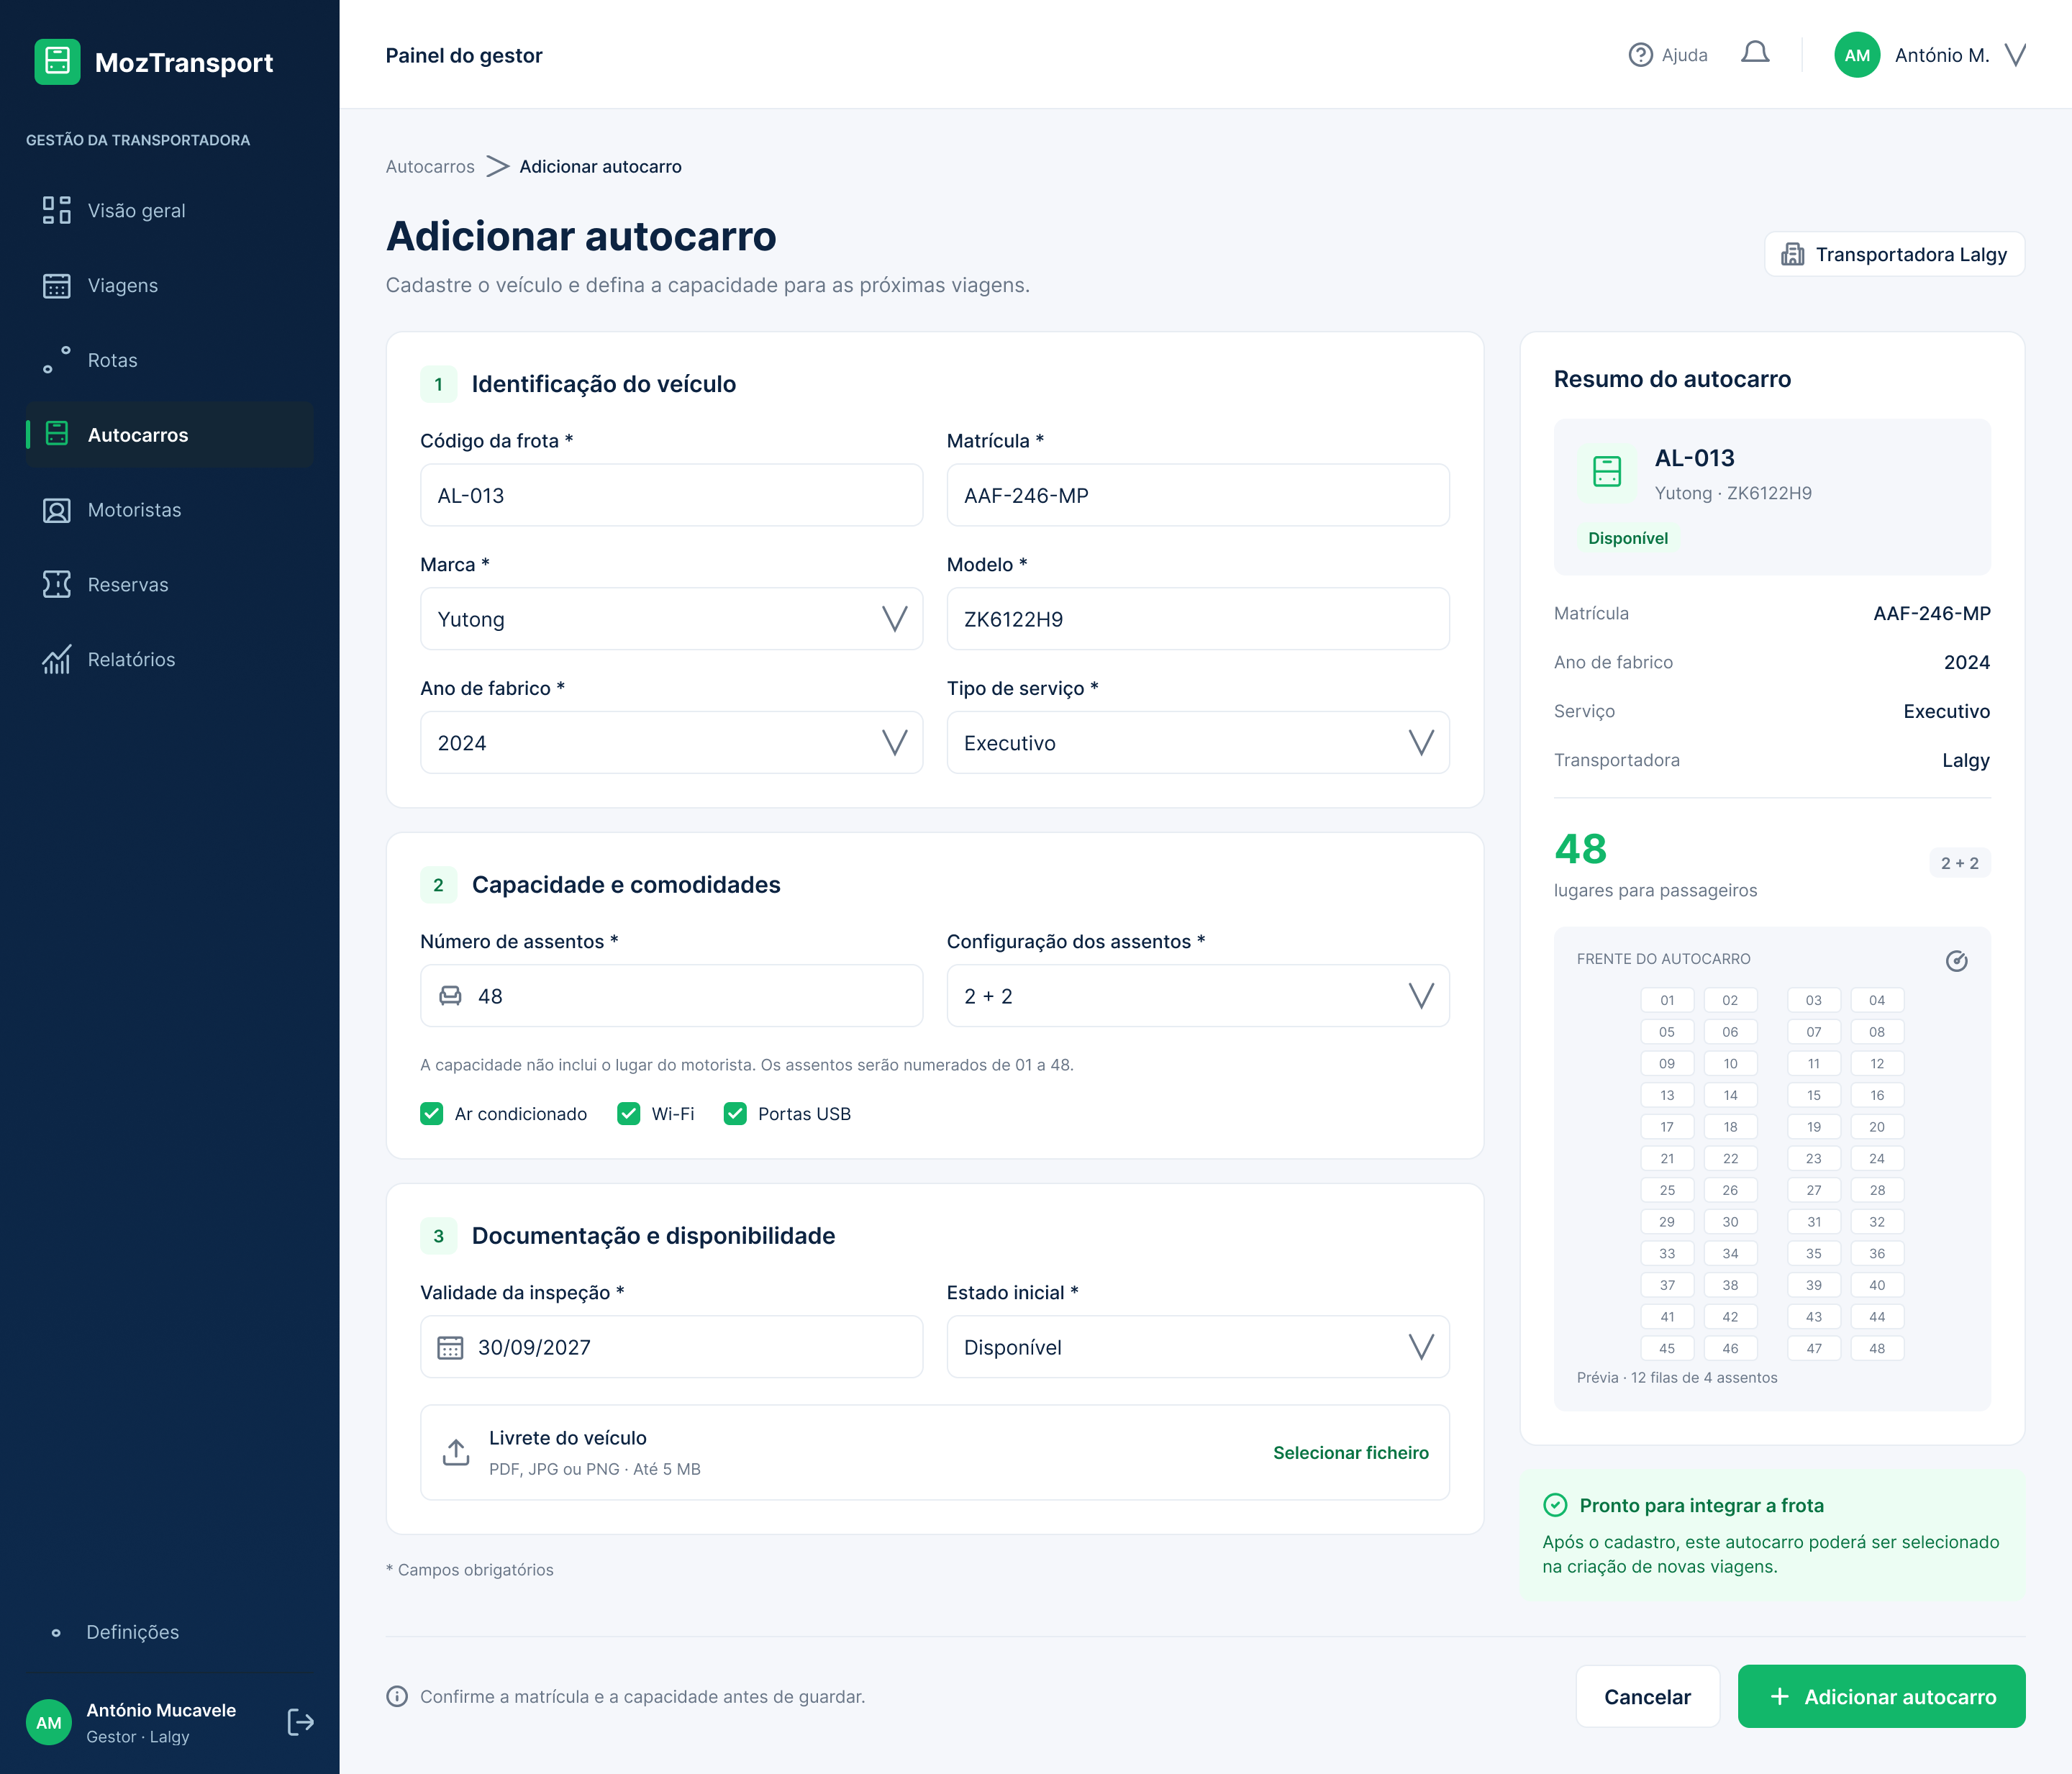 MozTransport
GESTÃO DA TRANSPORTADORA
Visão geral
Viagens
Rotas
Autocarros
Motoristas
Reservas
Relatórios
Definições
AM
António Mucavele
Gestor · Lalgy
Painel do gestor
Ajuda
AM
António M.
Autocarros
Adicionar autocarro
Adicionar autocarro
Cadastre o veículo e defina a capacidade para as próximas viagens.
Transportadora Lalgy
1 Identificação do veículo
Código da frota * Matrícula *
AL-013 AAF-246-MP
Marca * Modelo *
Yutong ZK6122H9
Ano de fabrico * Tipo de serviço *
2024 Executivo
2 Capacidade e comodidades
Número de assentos * Configuração dos assentos *
48 2 + 2
A capacidade não inclui o lugar do motorista. Os assentos serão numerados de 01 a 48.
Ar condicionado Wi-Fi Portas USB
3 Documentação e disponibilidade
Validade da inspeção * Estado inicial *
30/09/2027 Disponível
Livrete do veículo
PDF, JPG ou PNG · Até 5 MB
Selecionar ficheiro
* Campos obrigatórios
Resumo do autocarro
AL-013
Yutong · ZK6122H9
Disponível
Matrícula AAF-246-MP
Ano de fabrico 2024
Serviço Executivo
Transportadora Lalgy
48
lugares para passageiros
2 + 2
FRENTE DO AUTOCARRO
01 02 03 04
05 06 07 08
09 10 11 12
13 14 15 16
17 18 19 20
21 22 23 24
25 26 27 28
29 30 31 32
33 34 35 36
37 38 39 40
41 42 43 44
45 46 47 48
Prévia · 12 filas de 4 assentos
Pronto para integrar a frota
Após o cadastro, este autocarro poderá ser selecionado
na criação de novas viagens.
Confirme a matrícula e a capacidade antes de guardar.
Cancelar
Adicionar autocarro